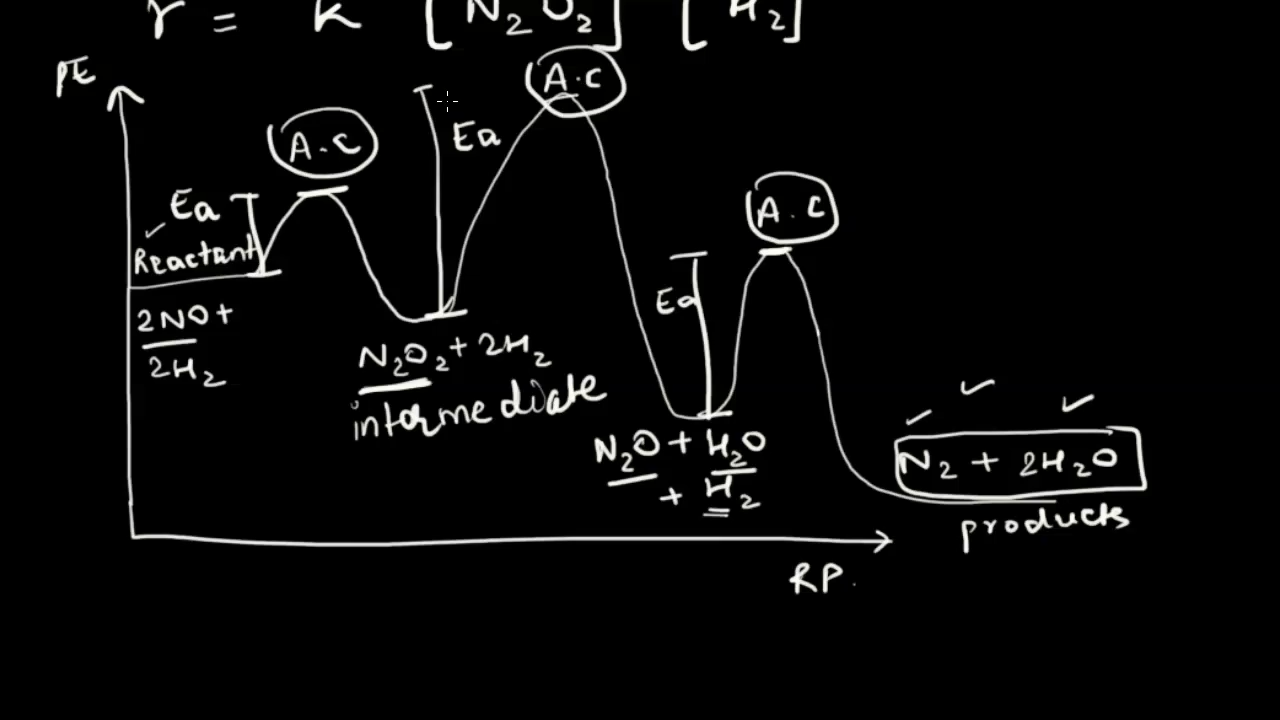 r = k [N2O2] [H2]
PE
A.C
A.C
Ea
Ea
A.C
Reactant
Ea
2NO+
2H2
N2O2 + 2H2
intermediate
N2O + H2O
+ H2
N2 + 2H2O
products
RP.